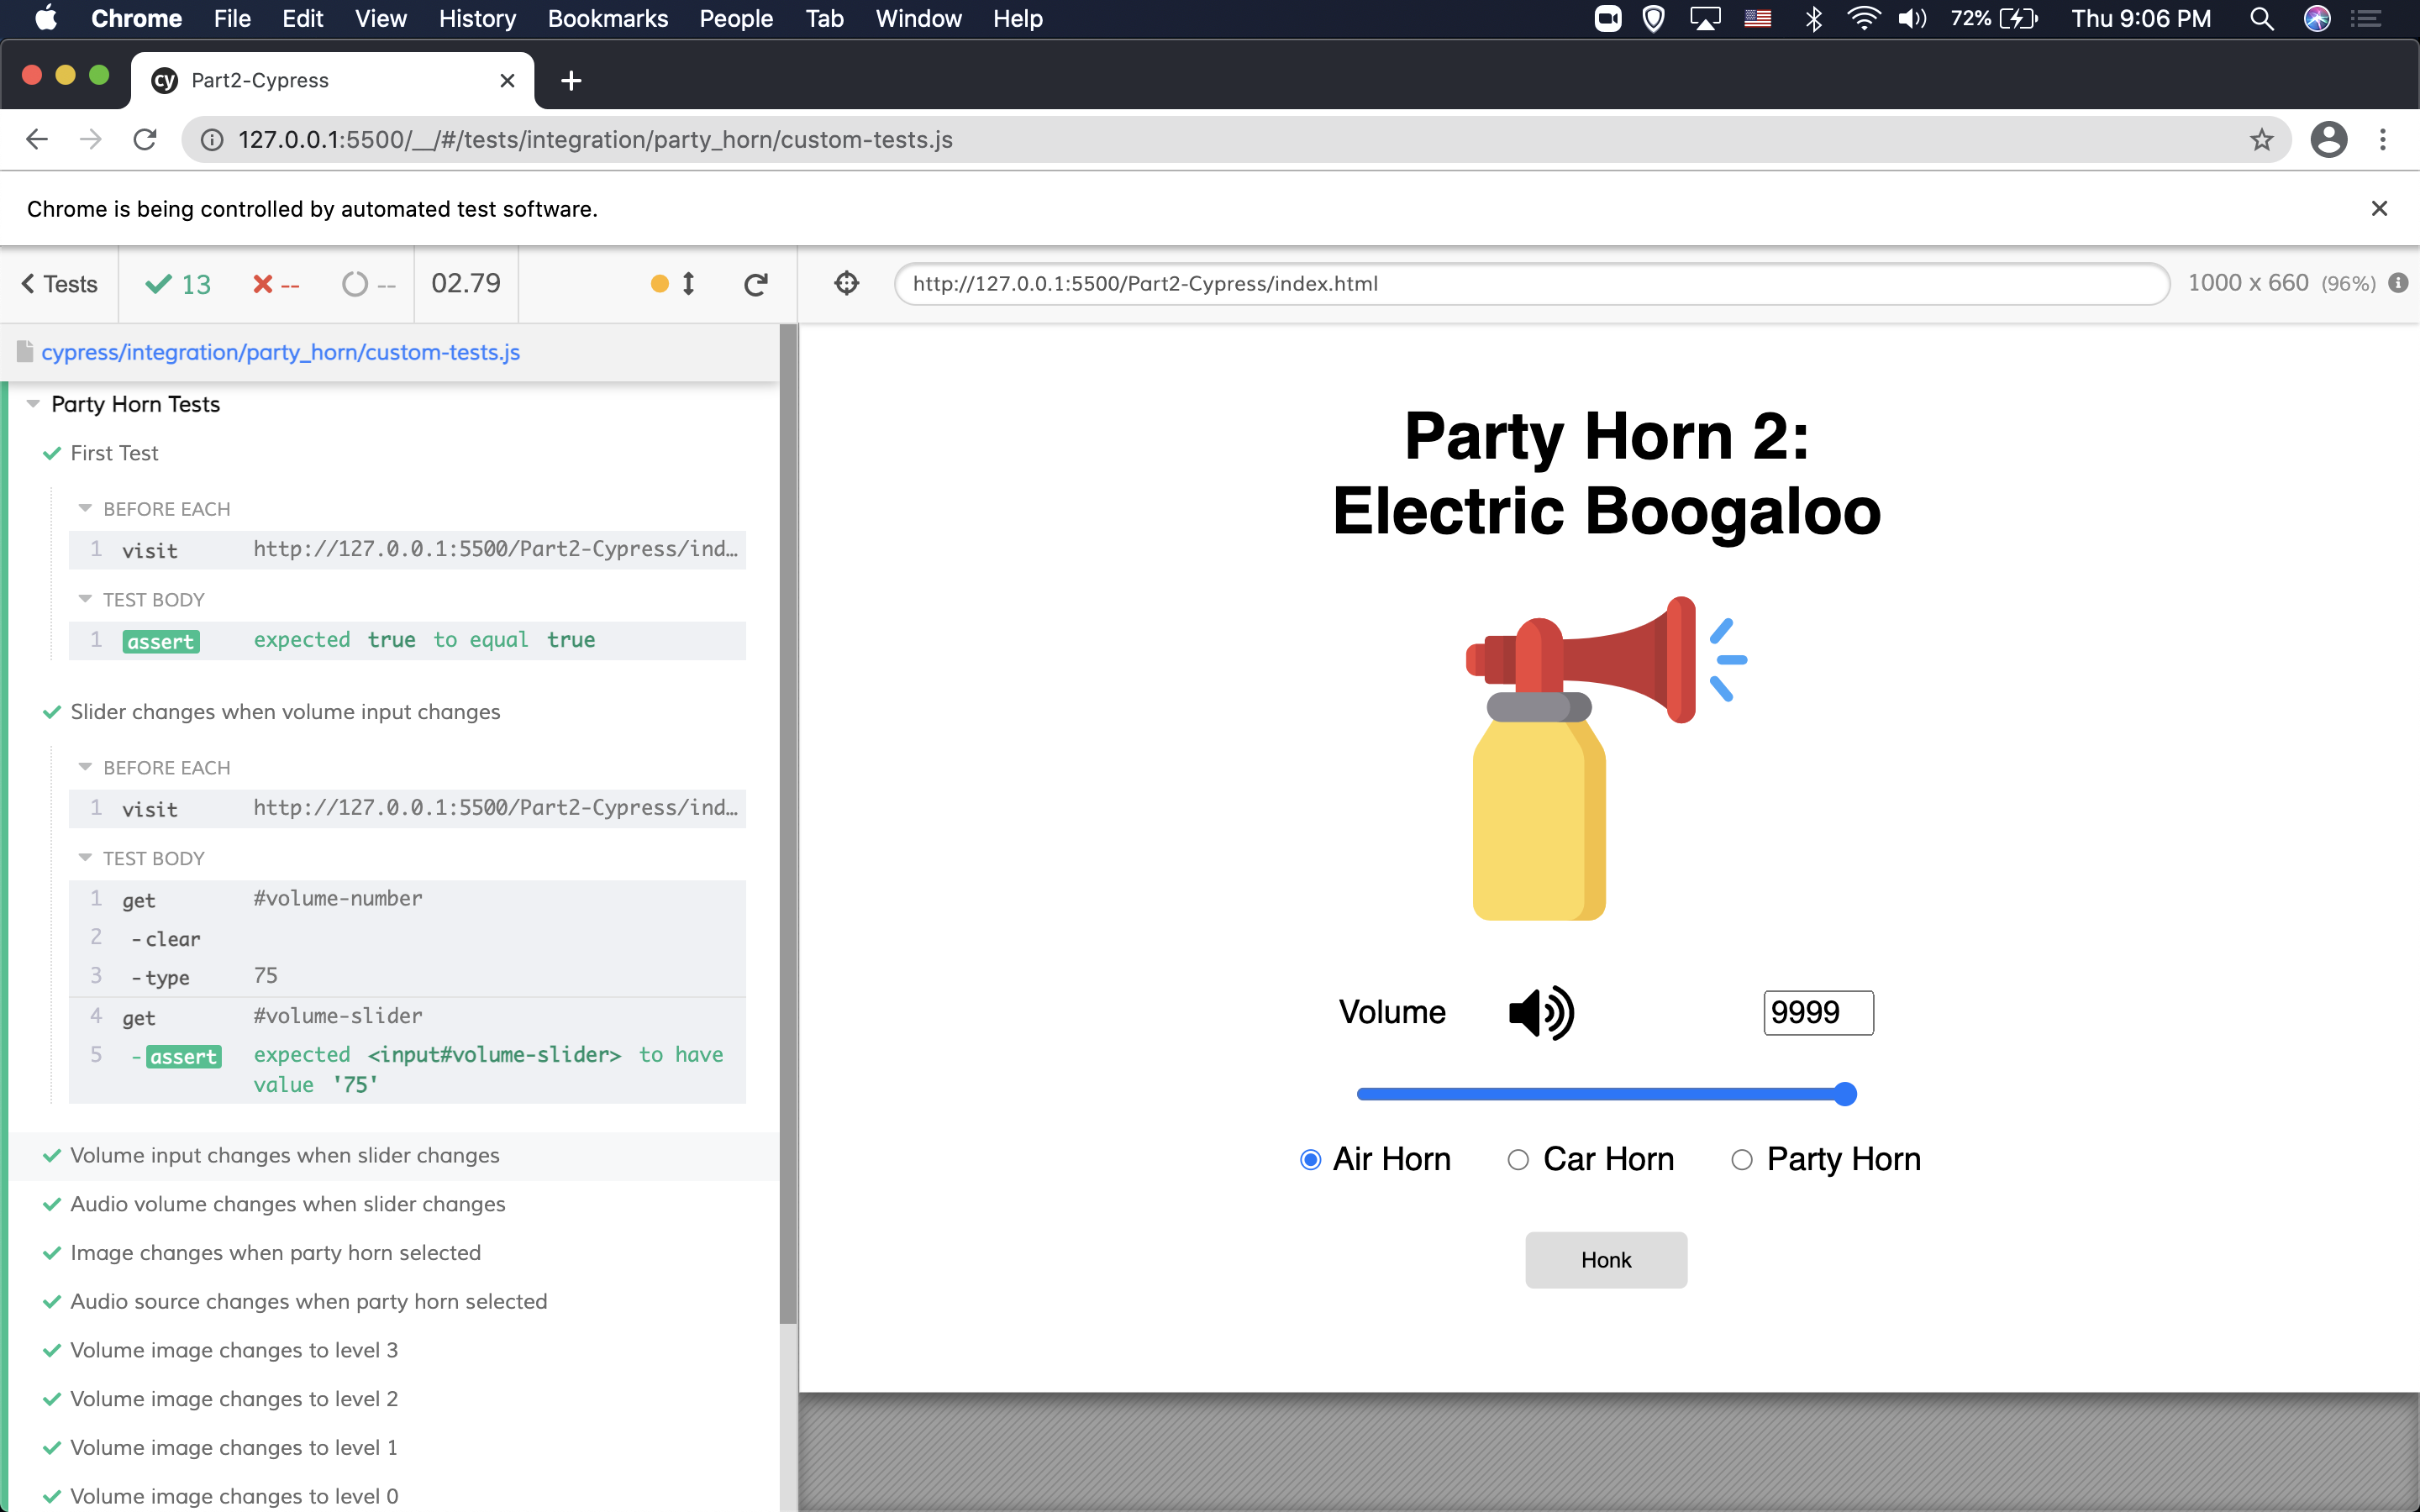 Chrome File Edit View History Bookmarks People Tab Window Help 72% Thu 9:06 PM
cy Part2-Cypress
127.0.0.1:5500/__/#/tests/integration/party_horn/custom-tests.js
Chrome is being controlled by automated test software.
Tests 13 -- -- 02.79 http://127.0.0.1:5500/Part2-Cypress/index.html 1000 x 660 (96%)
cypress/integration/party_horn/custom-tests.js
Party Horn Tests
First Test
BEFORE EACH
1 visit http://127.0.0.1:5500/Part2-Cypress/ind…
TEST BODY
1 assert expected true to equal true
Slider changes when volume input changes
BEFORE EACH
1 visit http://127.0.0.1:5500/Part2-Cypress/ind…
TEST BODY
1 get #volume-number
2 -clear
3 -type 75
4 get #volume-slider
5 -assert expected <input#volume-slider> to have
value '75'
Volume input changes when slider changes
Audio volume changes when slider changes
Image changes when party horn selected
Audio source changes when party horn selected
Volume image changes to level 3
Volume image changes to level 2
Volume image changes to level 1
Volume image changes to level 0
Party Horn 2:
Electric Boogaloo
Volume 9999
Air Horn Car Horn Party Horn
Honk